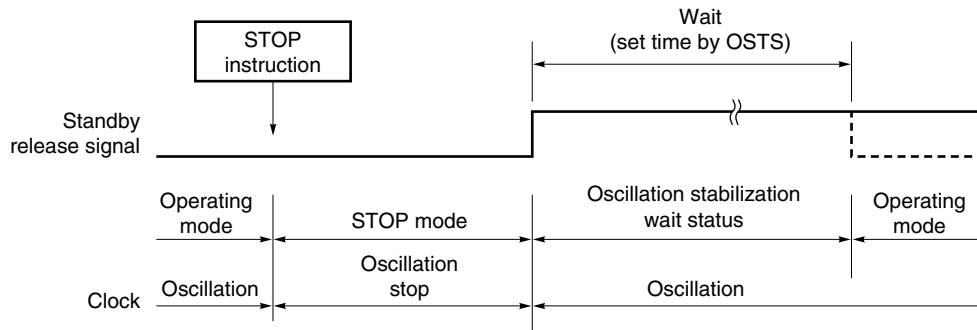 Wait
(set time by OSTS)
STOP
instruction
Standby
release signal
Operating
mode
STOP mode
Oscillation stabilization
wait status
Operating
mode
Clock
Oscillation
Oscillation
stop
Oscillation